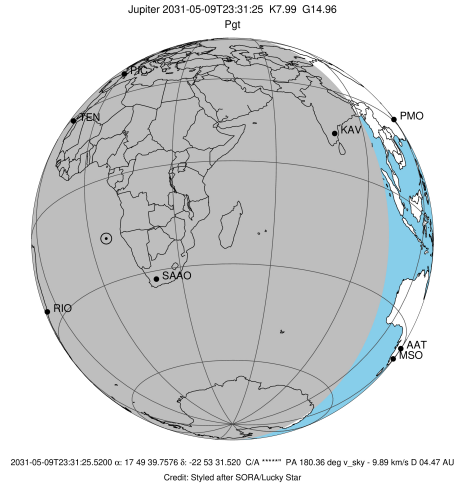 Jupiter 2031-05-09T23:31:25 K7.99 G14.96
Pgt
PIC
TEN
PMO
KAV
SAAO
RIO
AAT
MSO
2031-05-09T23:31:25.5200 α: 17 49 39.7576 δ: -22 53 31.520 C/A *****" PA 180.36 deg v_sky - 9.89 km/s D 04.47 AU
Credit: Styled after SORA/Lucky Star